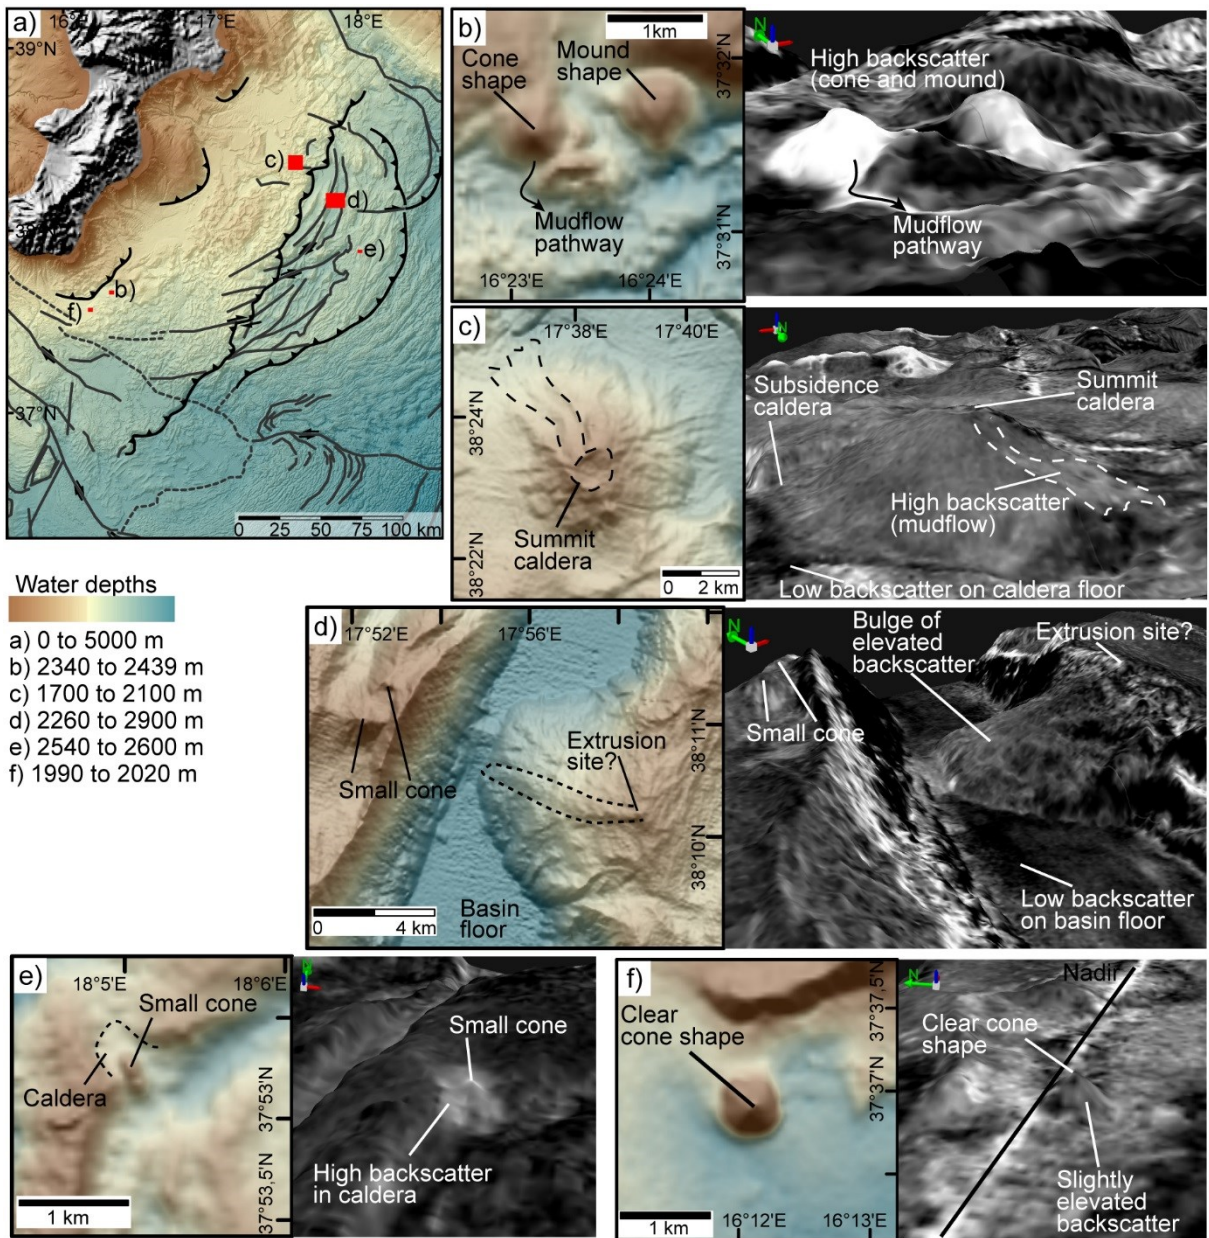 a)
16°E
17°E
18°E
39°N
c)
d)
e)
b)
f)
37°N
0 25 50 75 100 km
Water depths
a) 0 to 5000 m
b) 2340 to 2439 m
c) 1700 to 2100 m
d) 2260 to 2900 m
e) 2540 to 2600 m
f) 1990 to 2020 m
b)
1km
Cone
shape
Mound
shape
Mudflow
pathway
37°32'N
37°31'N
16°23'E
16°24'E
N
High backscatter
(cone and mound)
Mudflow
pathway
c)
17°38'E
17°40'E
38°24'N
38°22'N
Summit
caldera
0 2 km
N
Subsidence
caldera
Summit
caldera
High backscatter
(mudflow)
Low backscatter on caldera floor
d)
17°52'E
17°56'E
Small cone
Extrusion
site?
38°11'N
38°10'N
0 4 km
Basin
floor
N
Bulge of
elevated
backscatter
Extrusion site?
Small cone
Low backscatter
on basin floor
e)
18°5'E
18°6'E
Small cone
Caldera
37°53'N
37°53,5'N
1 km
N
Small cone
High backscatter
in caldera
f)
Clear
cone shape
37°37,5'N
37°37'N
1 km
16°12'E
16°13'E
N
Nadir
Clear cone
shape
Slightly
elevated
backscatter